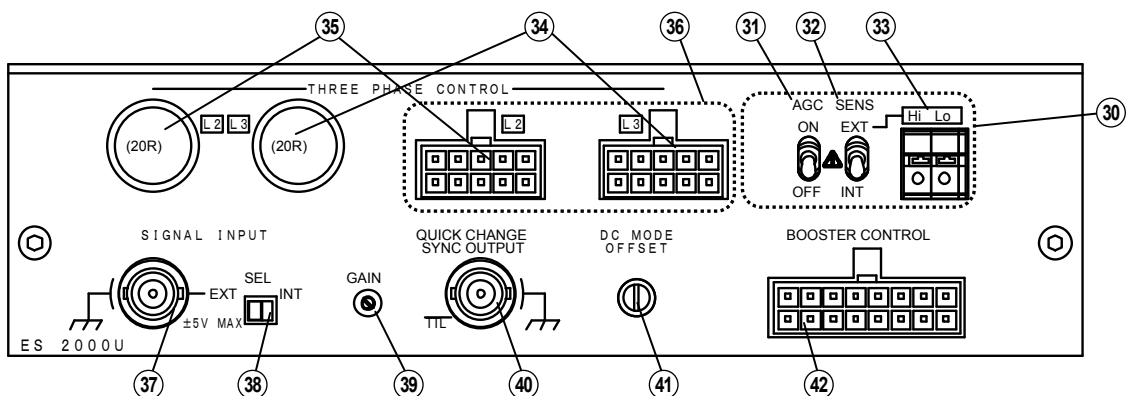 35 34 36 31 32 33
THREE PHASE CONTROL
AGC SENS
Hi Lo
30
L2 L3
L2
L3
ON EXT
(20R) (20R)
OFF INT
SIGNAL INPUT
QUICK CHANGE
SYNC OUTPUT
DC MODE
OFFSET
BOOSTER CONTROL
SEL
EXT INT
GAIN
±5V MAX
TTL
ES 2000U
37 38 39 40 41 42